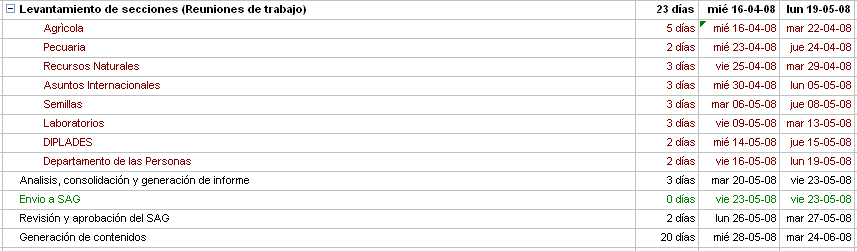 Levantamiento de secciones (Reuniones de trabajo) 23 días mié 16-04-08 lun 19-05-08
Agrìcola 5 días mié 16-04-08 mar 22-04-08
Pecuaria 2 días mié 23-04-08 jue 24-04-08
Recursos Naturales 3 días vie 25-04-08 mar 29-04-08
Asuntos Internacionales 3 días mié 30-04-08 lun 05-05-08
Semillas 3 días mar 06-05-08 jue 08-05-08
Laboratorios 3 días vie 09-05-08 mar 13-05-08
DIPLADES 2 días mié 14-05-08 jue 15-05-08
Departamento de las Personas 2 días vie 16-05-08 lun 19-05-08
Analisis, consolidación y generación de informe 3 días mar 20-05-08 vie 23-05-08
Envio a SAG 0 días vie 23-05-08 vie 23-05-08
Revisión y aprobación del SAG 2 días lun 26-05-08 mar 27-05-08
Generación de contenidos 20 días mié 28-05-08 mar 24-06-08